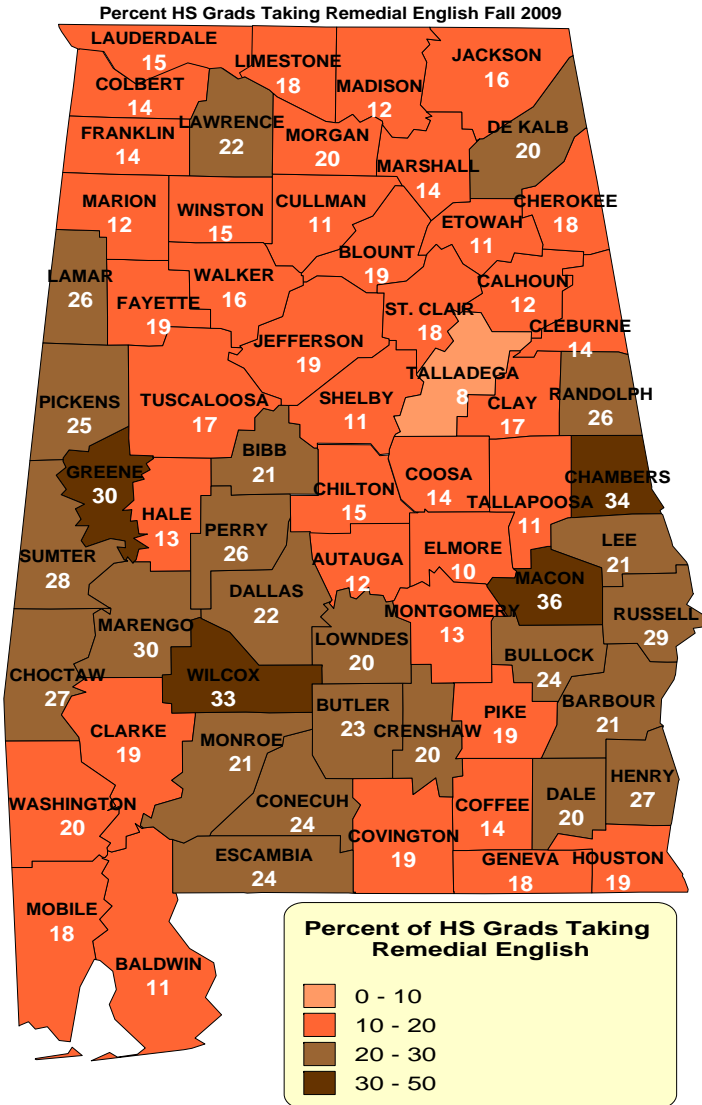 Percent HS Grads Taking Remedial English Fall 2009
LAUDERDALE
15
LIMESTONE
18
MADISON
12
JACKSON
16
COLBERT
14
LAWRENCE
22
FRANKLIN
14
MORGAN
20
DE KALB
20
MARSHALL
14
MARION
12
WINSTON
15
CULLMAN
11
CHEROKEE
18
ETOWAH
11
BLOUNT
19
LAMAR
26
FAYETTE
19
WALKER
16
CALHOUN
12
ST. CLAIR
18
CLEBURNE
14
JEFFERSON
19
TALLADEGA
8
PICKENS
25
TUSCALOOSA
17
SHELBY
11
CLAY
17
RANDOLPH
26
BIBB
21
GREENE
30
HALE
13
CHILTON
15
COOSA
14
TALLAPOOSA
11
CHAMBERS
34
PERRY
26
LEE
21
SUMTER
28
AUTAUGA
12
ELMORE
10
MACON
36
DALLAS
22
MONTGOMERY
13
RUSSELL
29
MARENGO
30
LOWNDES
20
BULLOCK
24
CHOCTAW
27
WILCOX
33
BUTLER
23
CRENSHAW
20
PIKE
19
BARBOUR
21
CLARKE
19
MONROE
21
HENRY
27
WASHINGTON
20
CONECUH
24
COFFEE
14
DALE
20
COVINGTON
19
ESCAMBIA
24
GENEVA
18
HOUSTON
19
MOBILE
18
BALDWIN
11
Percent of HS Grads Taking
Remedial English
0 - 10
10 - 20
20 - 30
30 - 50